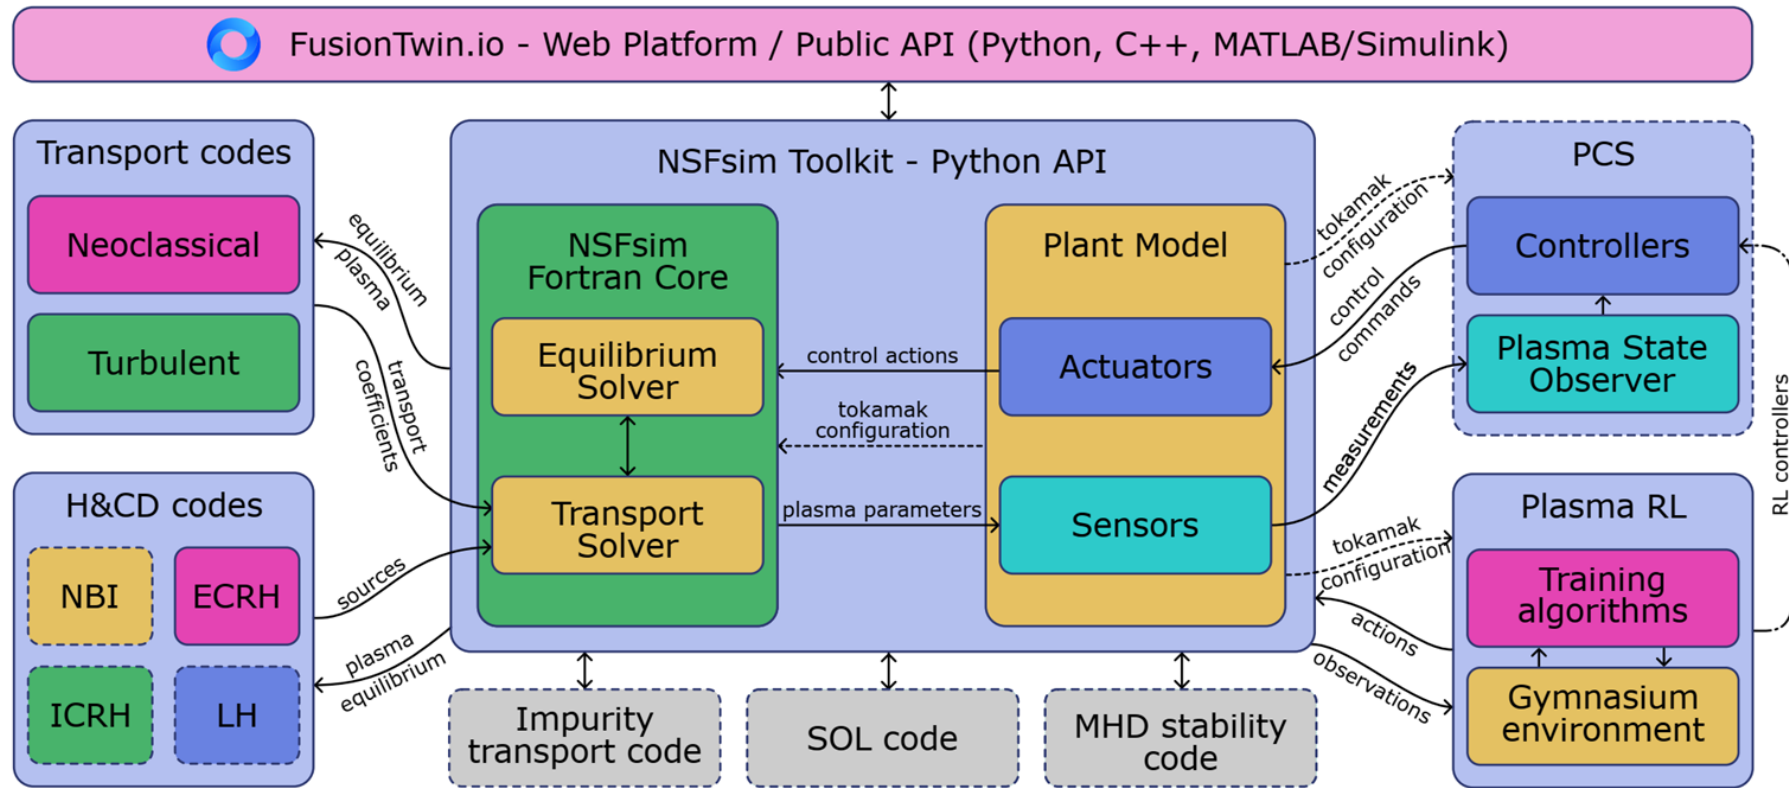 FusionTwin.io - Web Platform / Public API (Python, C++, MATLAB/Simulink)
Transport codes
Neoclassical
Turbulent
equilibrium
plasma
transport
coefficients
H&CD codes
NBI
ECRH
ICRH
LH
sources
plasma
equilibrium
NSFsim Toolkit - Python API
NSFsim
Fortran Core
Equilibrium
Solver
Transport
Solver
control actions
tokamak
configuration
plasma parameters
Plant Model
Actuators
Sensors
tokamak
configuration
control
commands
measurements
tokamak
configuration
actions
observations
PCS
Controllers
Plasma State
Observer
RL controllers
Plasma RL
Training
algorithms
Gymnasium
environment
Impurity
transport code
SOL code
MHD stability
code